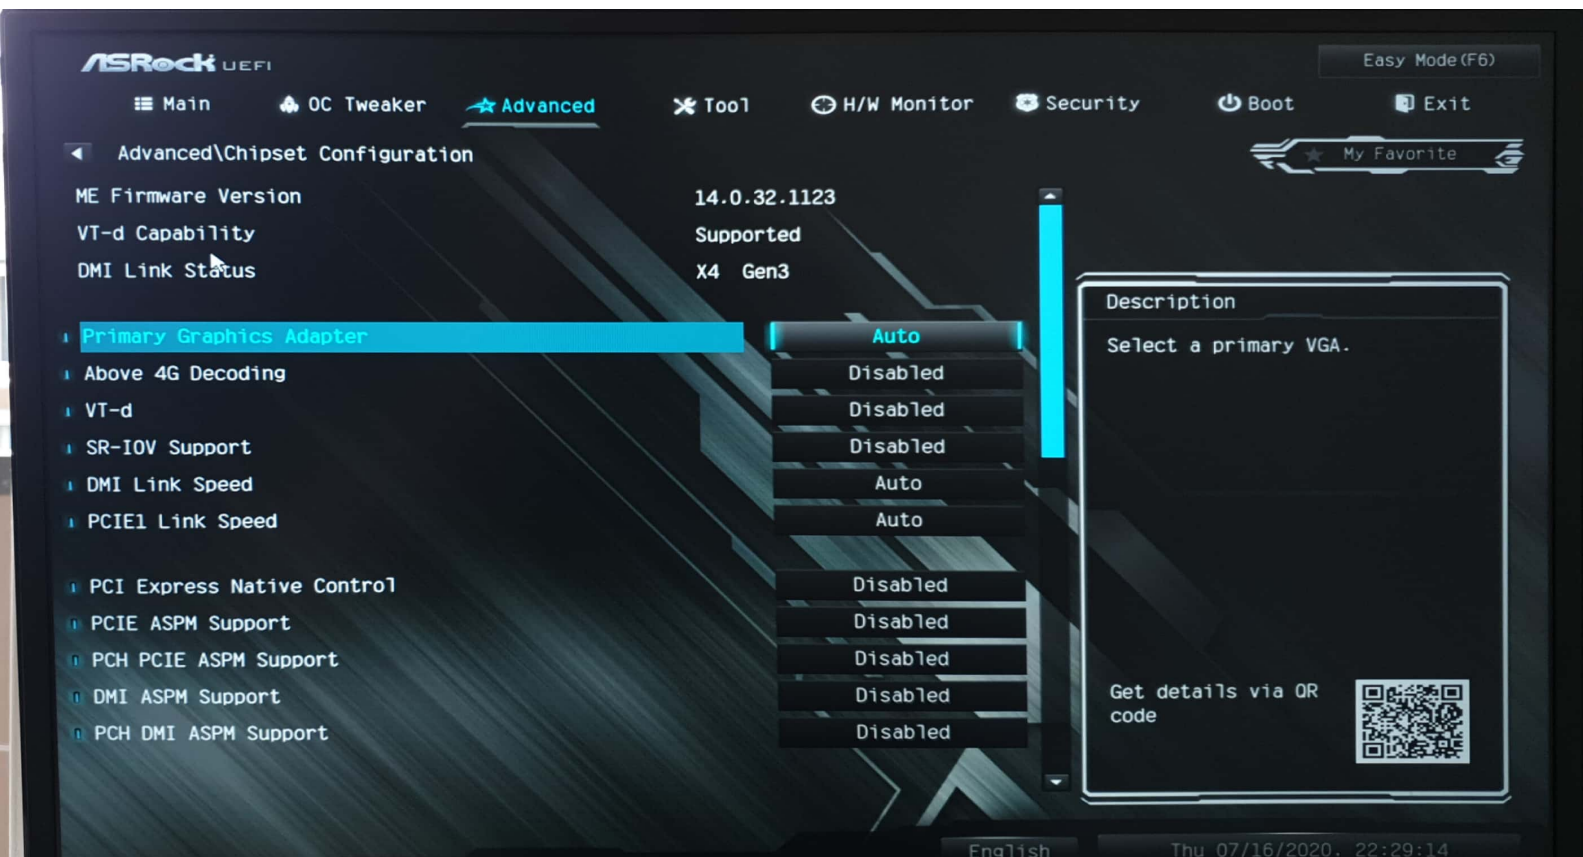 ASRock UEFI
Easy Mode(F6)
Main OC Tweaker Advanced Tool H/W Monitor Security Boot Exit
Advanced\Chipset Configuration
My Favorite
ME Firmware Version 14.0.32.1123
VT-d Capability Supported
DMI Link Status X4 Gen3
Description
Primary Graphics Adapter Auto
Select a primary VGA.
Above 4G Decoding Disabled
VT-d Disabled
SR-IOV Support Disabled
DMI Link Speed Auto
PCIE1 Link Speed Auto
PCI Express Native Control Disabled
PCIE ASPM Support Disabled
PCH PCIE ASPM Support Disabled
DMI ASPM Support Disabled
PCH DMI ASPM Support Disabled
Get details via QR
code
English
Thu 07/16/2020. 22:29:14